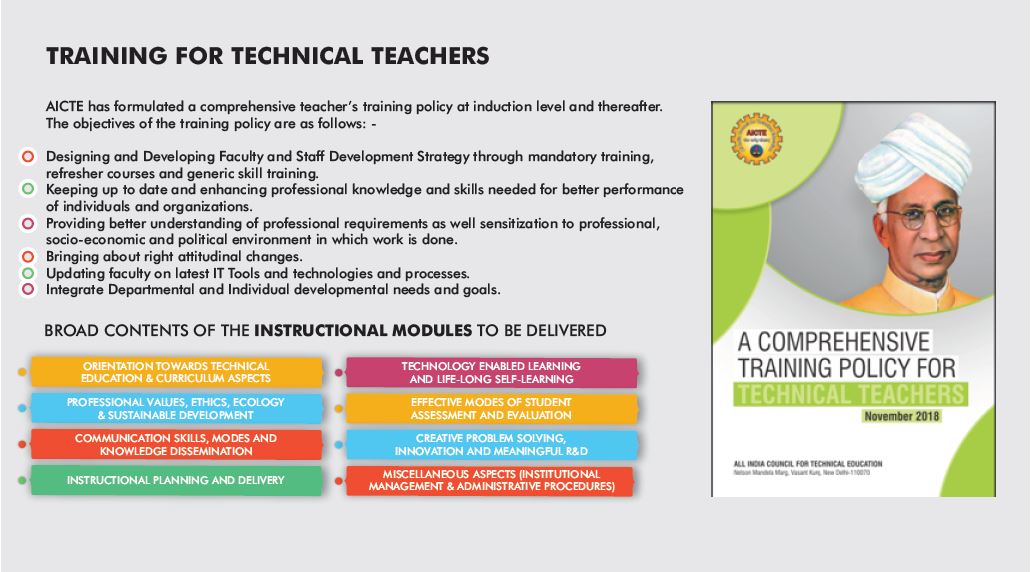 TRAINING FOR TECHNICAL TEACHERS
AICTE has formulated a comprehensive teacher's training policy at induction level and thereafter.
The objectives of the training policy are as follows: -
Designing and Developing Faculty and Staff Development Strategy through mandatory training,
refresher courses and generic skill training.
Keeping up to date and enhancing professional knowledge and skills needed for better performance
of individuals and organizations.
Providing better understanding of professional requirements as well sensitization to professional,
socio-economic and political environment in which work is done.
Bringing about right attitudinal changes.
Updating faculty on latest IT Tools and technologies and processes.
Integrate Departmental and Individual developmental needs and goals.
BROAD CONTENTS OF THE INSTRUCTIONAL MODULES TO BE DELIVERED
ORIENTATION TOWARDS TECHNICAL
EDUCATION & CURRICULUM ASPECTS
PROFESSIONAL VALUES, ETHICS, ECOLOGY
& SUSTAINABLE DEVELOPMENT
COMMUNICATION SKILLS, MODES AND
KNOWLEDGE DISSEMINATION
INSTRUCTIONAL PLANNING AND DELIVERY
TECHNOLOGY ENABLED LEARNING
AND LIFE-LONG SELF-LEARNING
EFFECTIVE MODES OF STUDENT
ASSESSMENT AND EVALUATION
CREATIVE PROBLEM SOLVING,
INNOVATION AND MEANINGFUL R&D
MISCELLANEOUS ASPECTS (INSTITUTIONAL
MANAGEMENT & ADMINISTRATIVE PROCEDURES)
AICTE
A COMPREHENSIVE
TRAINING POLICY FOR
TECHNICAL TEACHERS
November 2018
ALL INDIA COUNCIL FOR TECHNICAL EDUCATION
Nelson Mandela Marg, Vasant Kunj, New Delhi-110070